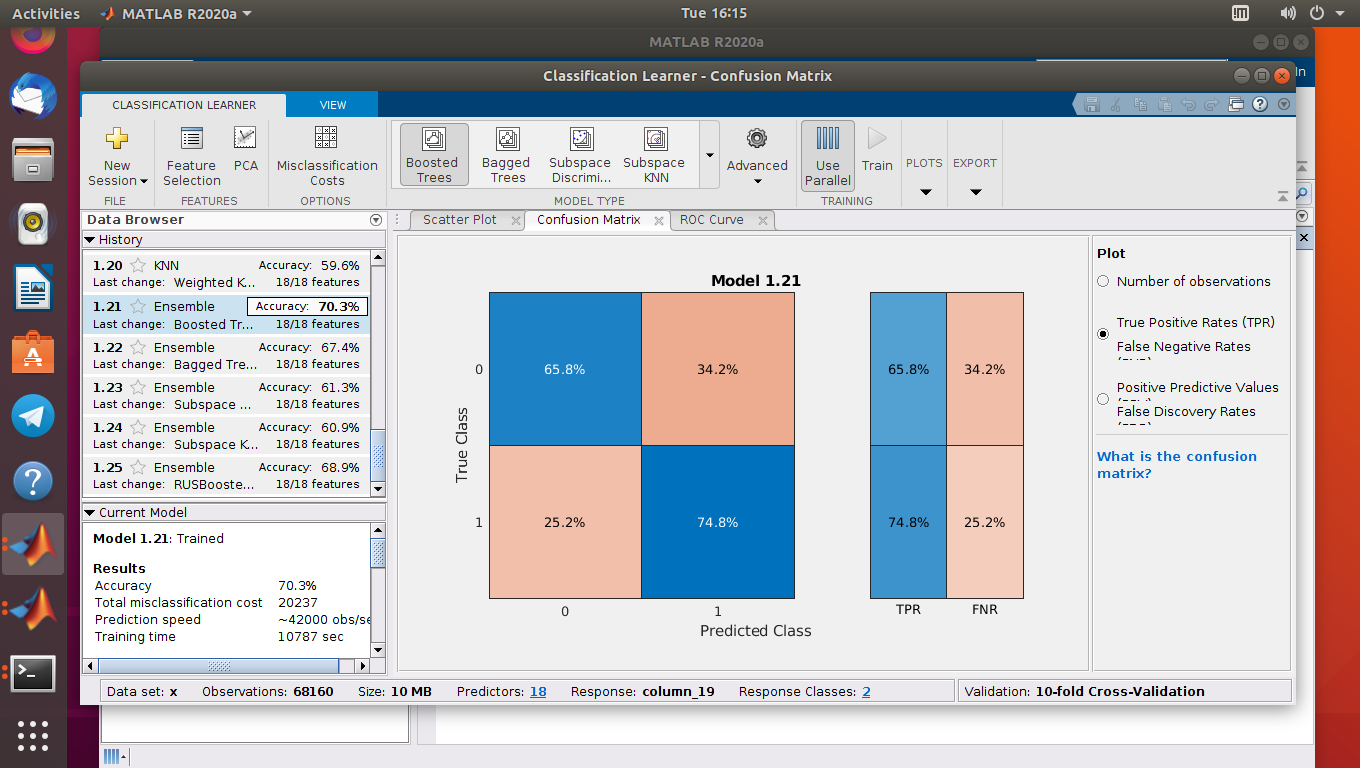 Activities
MATLAB R2020a
Tue 16:15
MATLAB R2020a
In
Classification Learner - Confusion Matrix
CLASSIFICATION LEARNER
VIEW
New Session
Feature Selection
PCA
Misclassification Costs
Boosted Trees
Bagged Trees
Subspace Discrimi...
Subspace KNN
Advanced
Use Parallel
Train
PLOTS
EXPORT
FILE
FEATURES
OPTIONS
MODEL TYPE
TRAINING
Data Browser
History
1.20 KNN Accuracy: 59.6%
Last change: Weighted K... 18/18 features
1.21 Ensemble Accuracy: 70.3%
Last change: Boosted Tr... 18/18 features
1.22 Ensemble Accuracy: 67.4%
Last change: Bagged Tre... 18/18 features
1.23 Ensemble Accuracy: 61.3%
Last change: Subspace ... 18/18 features
1.24 Ensemble Accuracy: 60.9%
Last change: Subspace K... 18/18 features
1.25 Ensemble Accuracy: 68.9%
Last change: RUSBooste... 18/18 features
Current Model
Model 1.21: Trained
Results
Accuracy 70.3%
Total misclassification cost 20237
Prediction speed ~42000 obs/se
Training time 10787 sec
Scatter Plot
Confusion Matrix
ROC Curve
Model 1.21
True Class
0
65.8%
34.2%
65.8%
34.2%
1
25.2%
74.8%
74.8%
25.2%
0
1
TPR
FNR
Predicted Class
Plot
Number of observations
True Positive Rates (TPR)
False Negative Rates
Positive Predictive Values
False Discovery Rates
What is the confusion
matrix?
Data set: x Observations: 68160 Size: 10 MB Predictors: 18 Response: column_19 Response Classes: 2
Validation: 10-fold Cross-Validation